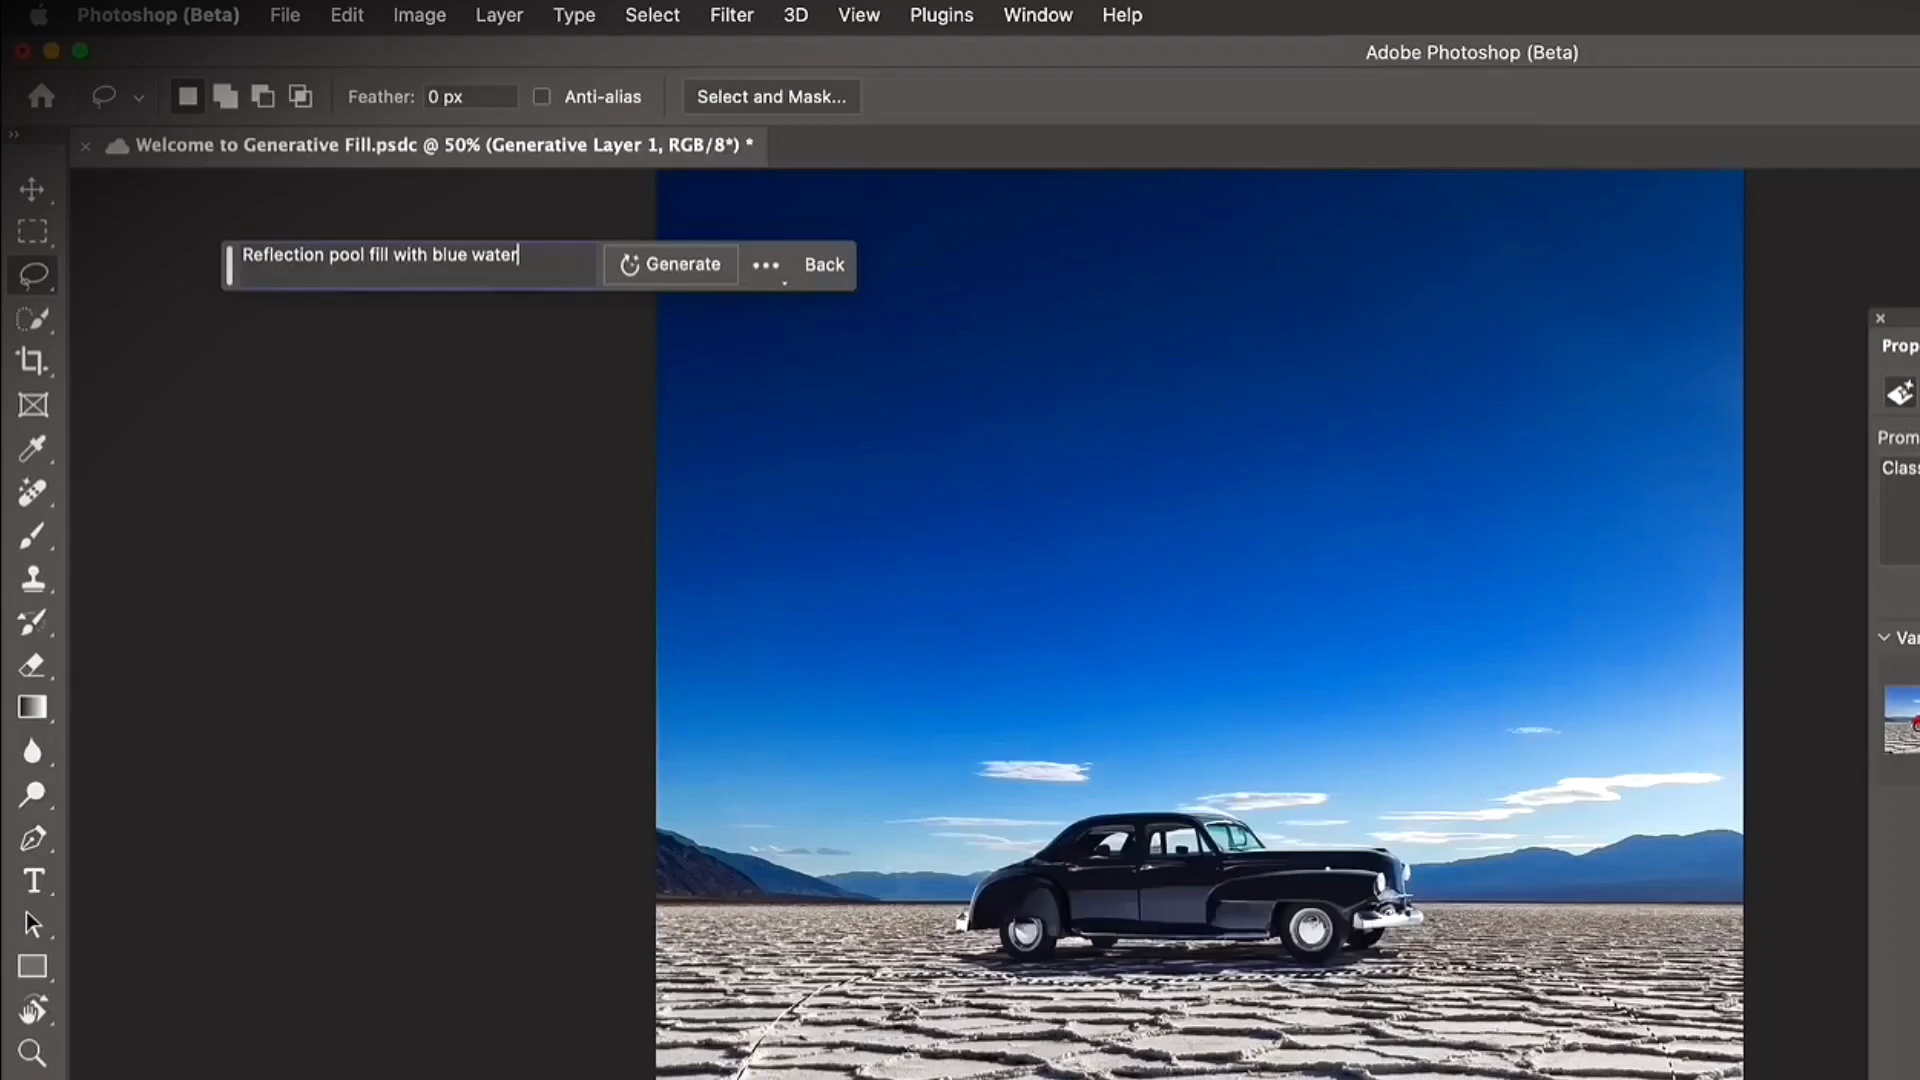 Photoshop (Beta) File Edit Image Layer Type Select Filter 3D View Plugins Window Help
Adobe Photoshop (Beta)
Feather: 0 px Anti-alias Select and Mask...
Welcome to Generative Fill.psdc @ 50% (Generative Layer 1, RGB/8*) *
Reflection pool fill with blue water Generate Back
Prop
Prom
Clas
Var